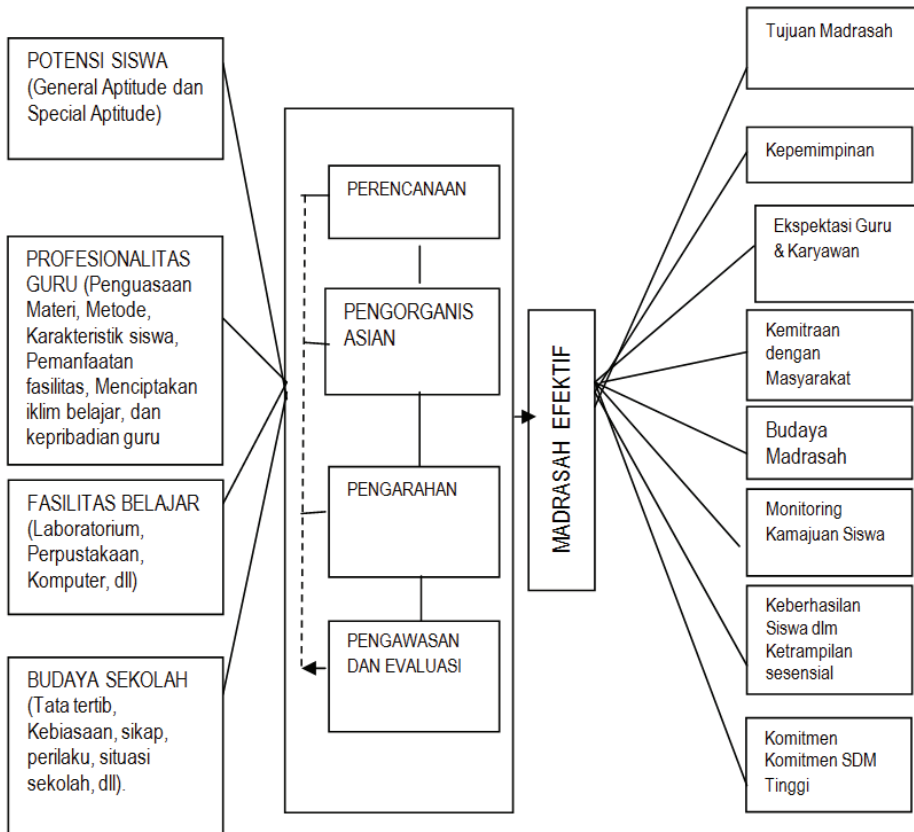 POTENSI SISWA
(General Aptitude dan
Special Aptitude)
PROFESIONALITAS
GURU (Penguasaan
Materi, Metode,
Karakteristik siswa,
Pemanfaatan
fasilitas, Menciptakan
iklim belajar, dan
kepribadian guru
FASILITAS BELAJAR
(Laboratorium,
Perpustakaan,
Komputer, dll)
BUDAYA SEKOLAH
(Tata tertib,
Kebiasaan, sikap,
perilaku, situasi
sekolah, dll).
PERENCANAAN
PENGORGANIS
ASIAN
PENGARAHAN
PENGAWASAN
DAN EVALUASI
MADRASAH EFEKTIF
Tujuan Madrasah
Kepemimpinan
Ekspektasi Guru
& Karyawan
Kemitraan
dengan
Masyarakat
Budaya
Madrasah
Monitoring
Kamajuan Siswa
Keberhasilan
Siswa dlm
Ketrampilan
sesensial
Komitmen
Komitmen SDM
Tinggi